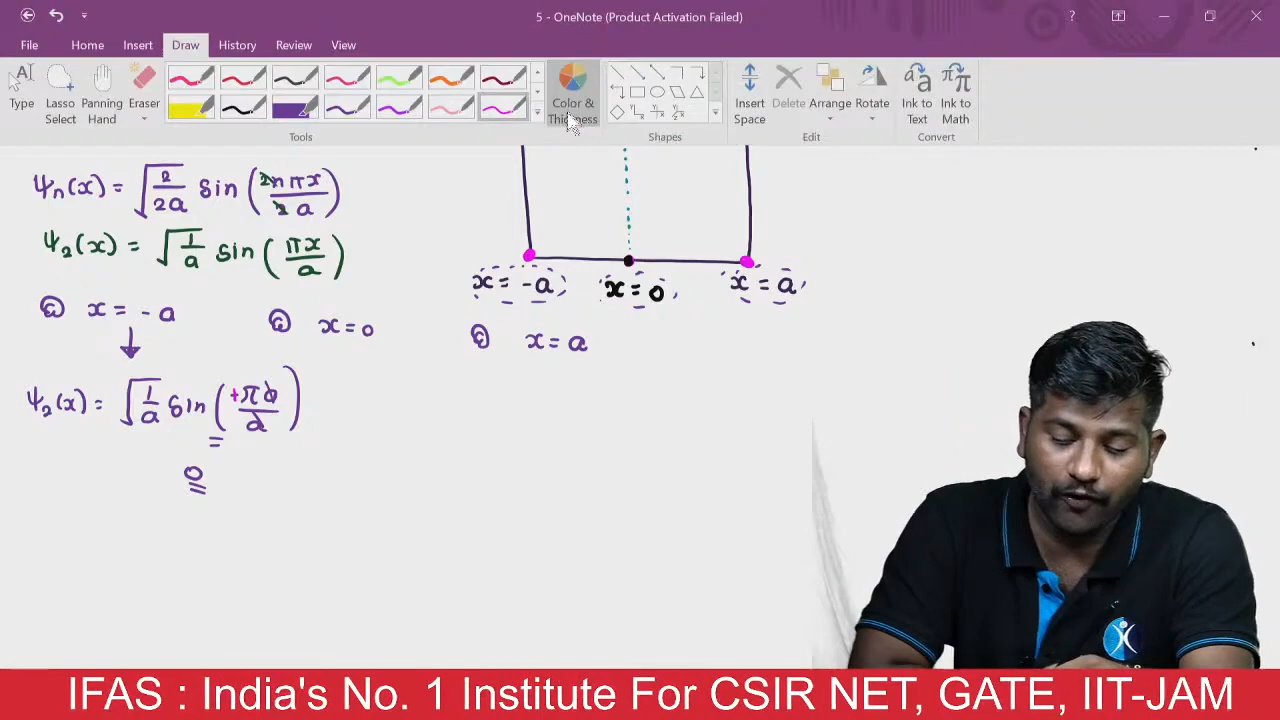 5 - OneNote (Product Activation Failed)
File Home Insert Draw History Review View
Type Lasso Select Panning Hand Eraser Color & Thickness Insert Space Delete Arrange Rotate Ink to Text Ink to Math
Tools Shapes Edit Convert
ψn(x) = √(2/2a) sin (2nπx/2a)
ψ₂(x) = √(1/a) sin (πx/a)
x = -a x = 0 x = a
@ x = -a @ x = 0 @ x = a
ψ₂(x) = √(1/a) sin (+πa/a)
=
0
IFAS : India's No. 1 Institute For CSIR NET, GATE, IIT-JAM